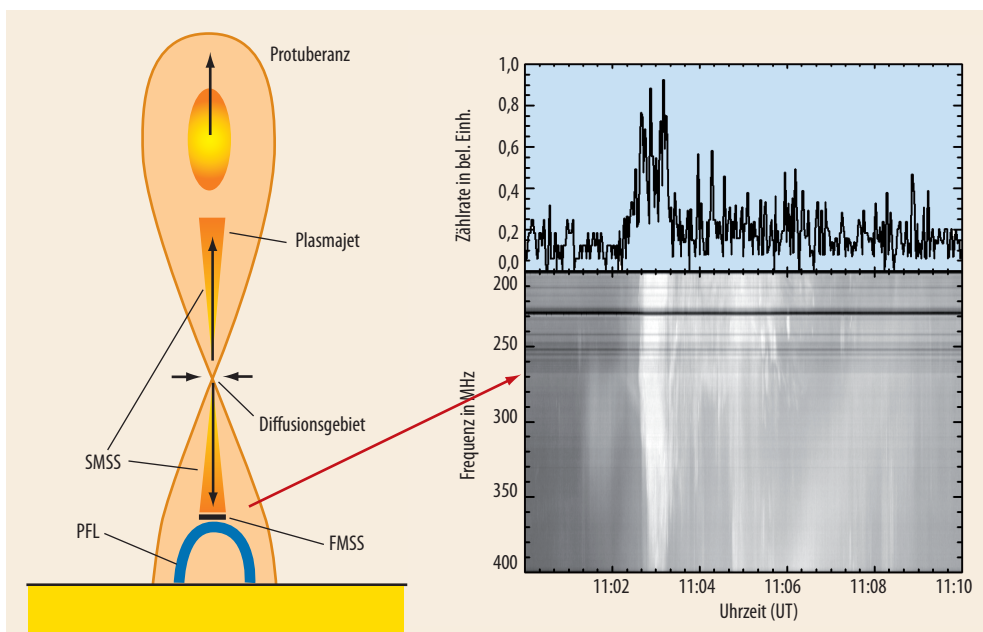 Protuberanz
Plasmajet
Diffusionsgebiet
SMSS
PFL
FMSS
Zählrate in bel. Einh.
1,0
0,8
0,6
0,4
0,2
0,0
Frequenz in MHz
200
250
300
350
400
11:02 11:04 11:06 11:08 11:10
Uhrzeit (UT)